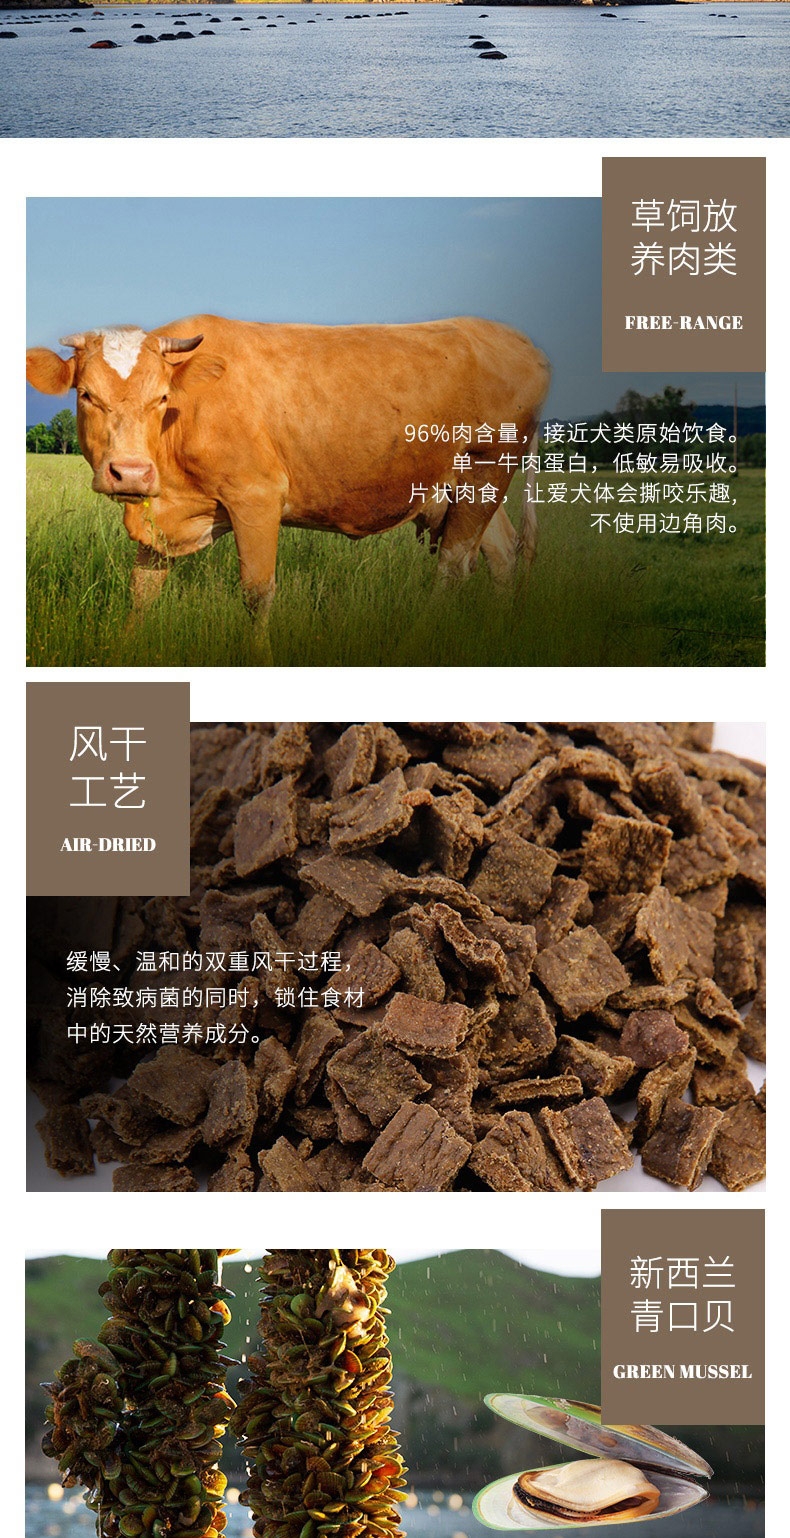 草饲放
养肉类
FREE-RANGE
96%肉含量，接近犬类原始饮食。
单一牛肉蛋白，低敏易吸收。
片状肉食，让爱犬体会撕咬乐趣,
不使用边角肉。
风干
工艺
AIR-DRIED
缓慢、温和的双重风干过程，
消除致病菌的同时，锁住食材
中的天然营养成分。
新西兰
青口贝
GREEN MUSSEL